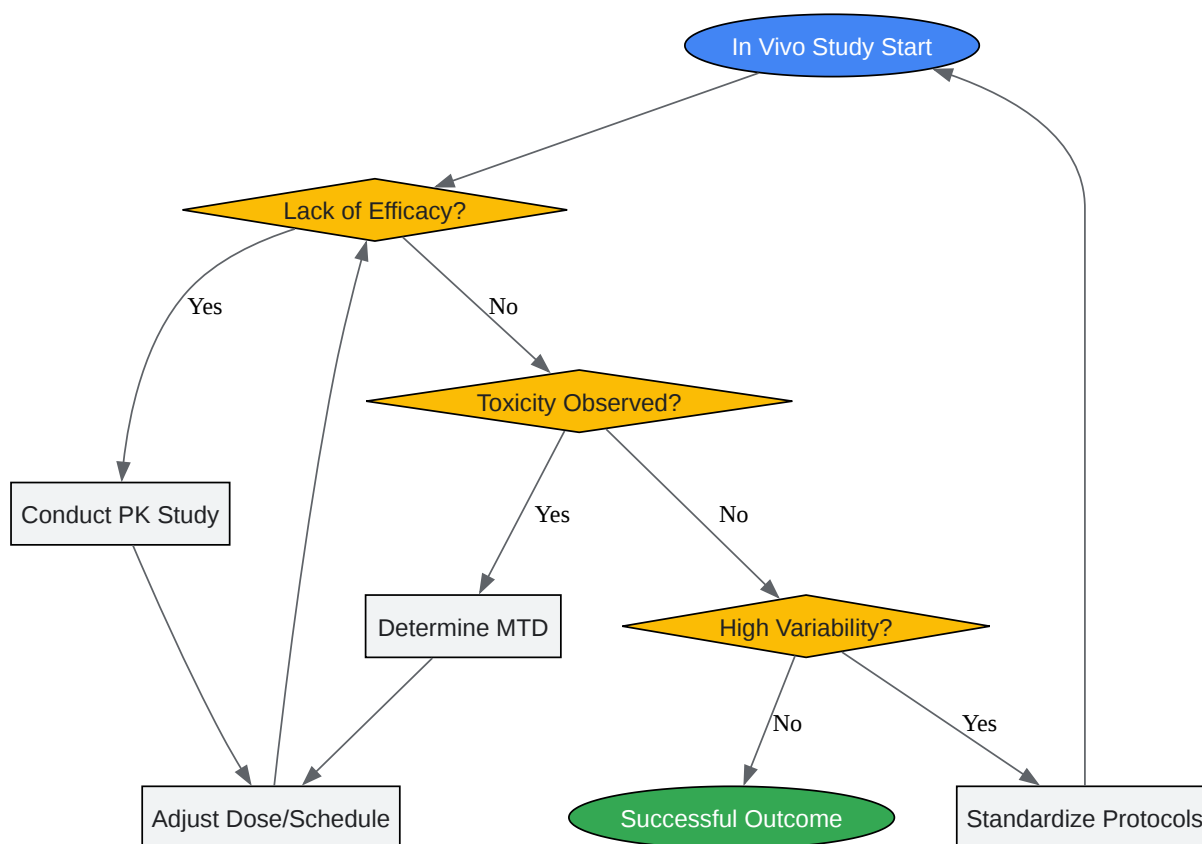 In Vivo Study Start
Lack of Efficacy?
Yes
No
Toxicity Observed?
Conduct PK Study
Yes
No
Determine MTD
High Variability?
No
Yes
Adjust Dose/Schedule
Successful Outcome
Standardize Protocols